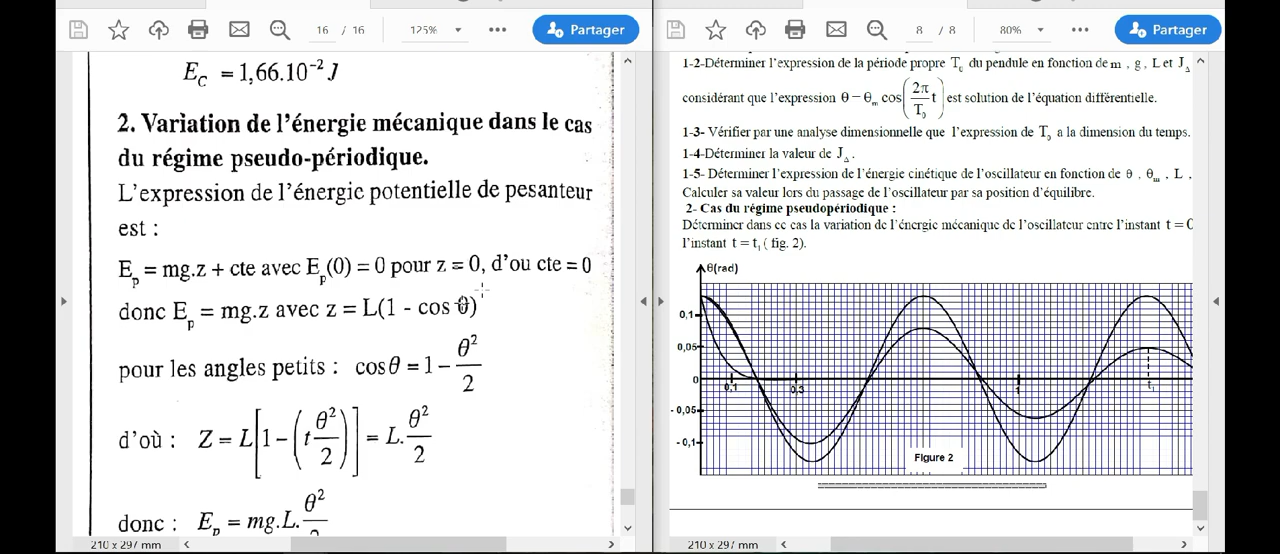 16 / 16
125%
Partager
E_C = 1,66.10⁻² J
2. Variation de l'énergie mécanique dans le cas
du régime pseudo-périodique.
L'expression de l'énergie potentielle de pesanteur
est :
E_p = mg.z + cte avec E_p(0) = 0 pour z = 0, d'ou cte = 0
donc E_p = mg.z avec z = L(1 - cos θ)
pour les angles petits : cosθ = 1 − θ²/2
d'où : Z = L[1 − (t θ²/2)] = L. θ²/2
donc : E_p = mg.L. θ²/2
210 x 297 mm
8 / 8
80%
Partager
1-2-Déterminer l'expression de la période propre T₀ du pendule en fonction de m , g , L et J_Δ
considérant que l'expression θ = θ_m cos(2π/T₀ t) est solution de l'équation différentielle.
1-3- Vérifier par une analyse dimensionnelle que l'expression de T₀ a la dimension du temps.
1-4-Déterminer la valeur de J_Δ .
1-5- Déterminer l'expression de l'énergie cinétique de l'oscillateur en fonction de θ , θ_m , L ,
Calculer sa valeur lors du passage de l'oscillateur par sa position d'équilibre.
2- Cas du régime pseudopériodique :
Déterminer dans ce cas la variation de l'énergie mécanique de l'oscillateur entre l'instant t = 0
l'instant t = t₁ ( fig. 2).
θ(rad)
0,1
0,05
0
0,1
0,3
1
t₁
- 0,05
- 0,1
Figure 2
210 x 297 mm